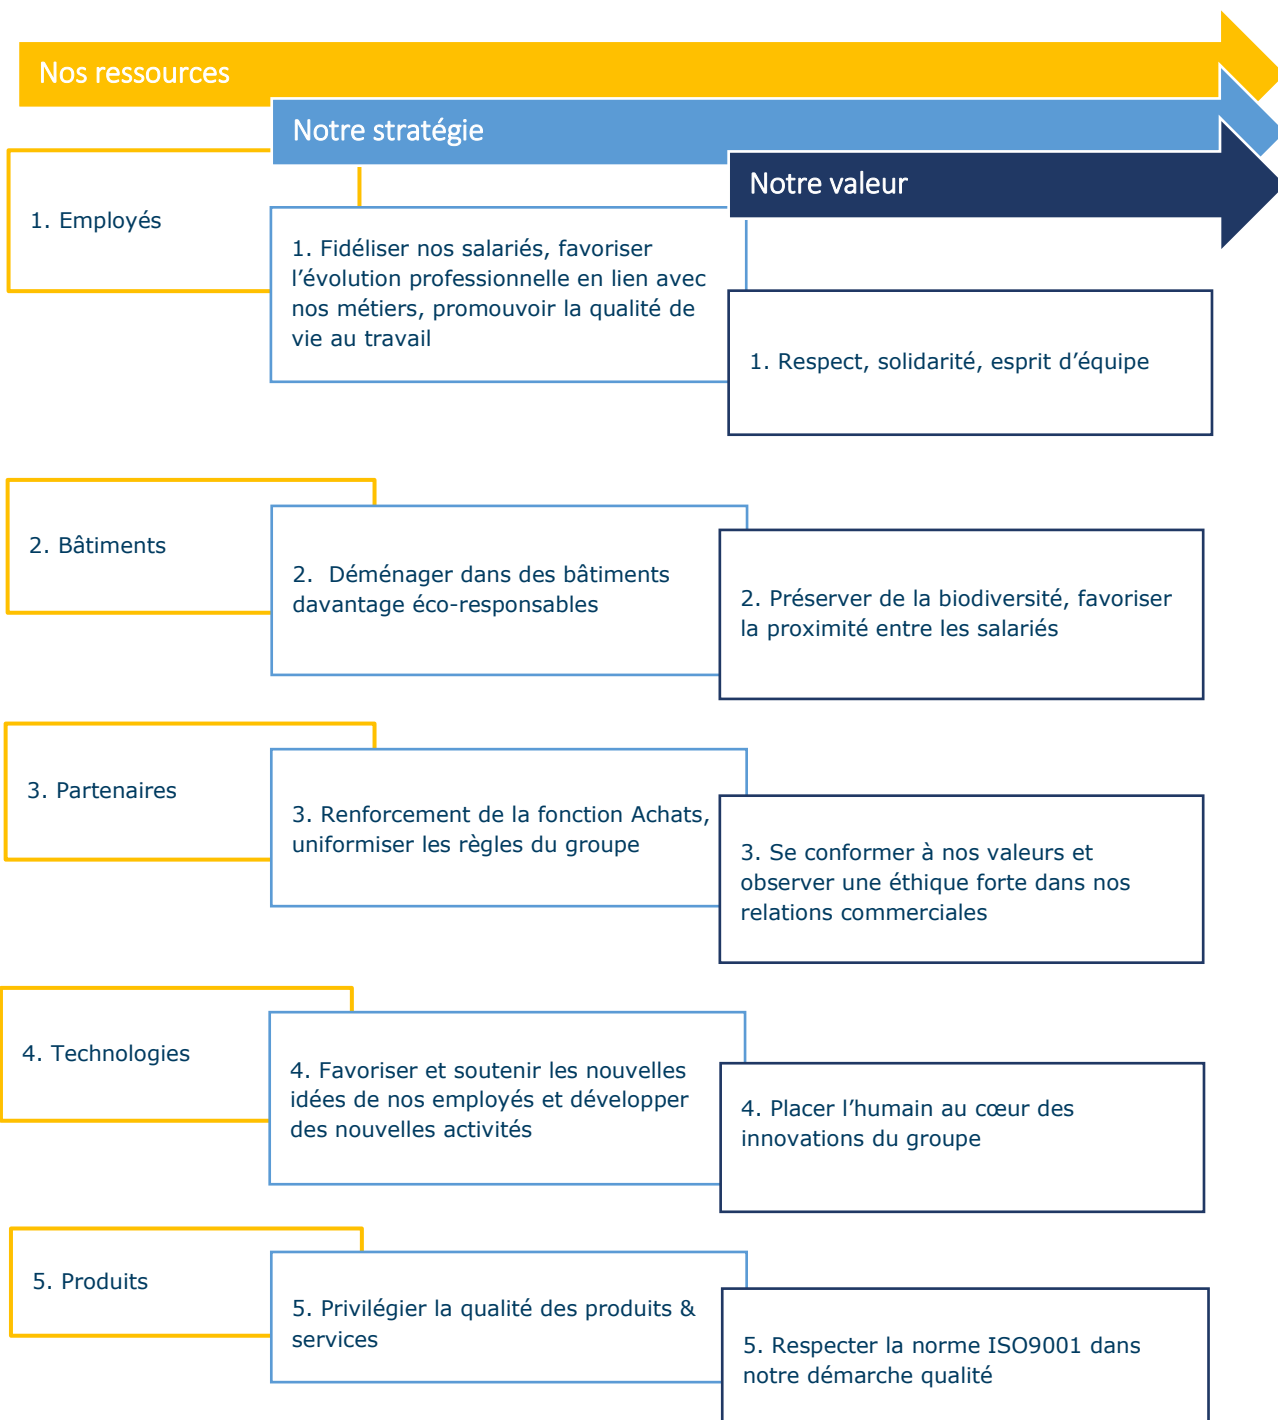 Nos ressources
Notre stratégie
Notre valeur
1. Employés
1. Fidéliser nos salariés, favoriser
l’évolution professionnelle en lien avec
nos métiers, promouvoir la qualité de
vie au travail
1. Respect, solidarité, esprit d’équipe
2. Bâtiments
2. Déménager dans des bâtiments
davantage éco-responsables
2. Préserver de la biodiversité, favoriser
la proximité entre les salariés
3. Partenaires
3. Renforcement de la fonction Achats,
uniformiser les règles du groupe
3. Se conformer à nos valeurs et
observer une éthique forte dans nos
relations commerciales
4. Technologies
4. Favoriser et soutenir les nouvelles
idées de nos employés et développer
des nouvelles activités
4. Placer l’humain au cœur des
innovations du groupe
5. Produits
5. Privilégier la qualité des produits &
services
5. Respecter la norme ISO9001 dans
notre démarche qualité